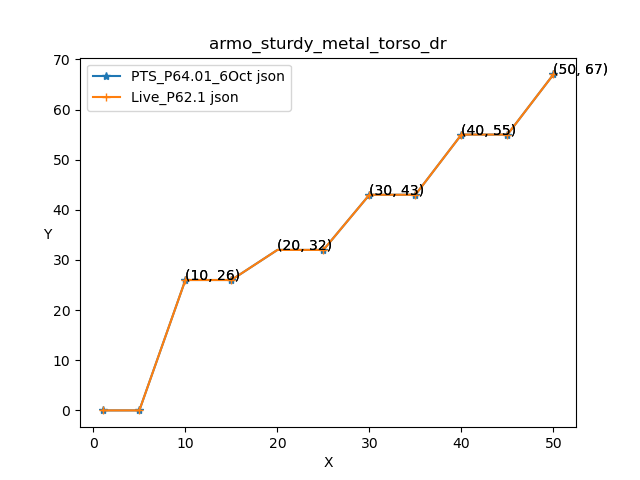 armo_sturdy_metal_torso_dr
PTS_P64.01_6Oct json
Live_P62.1 json
70
60
50
40
30
20
10
0
Y
(50, 67)
(40, 55)
(30, 43)
(20, 32)
(10, 26)
0 10 20 30 40 50
X